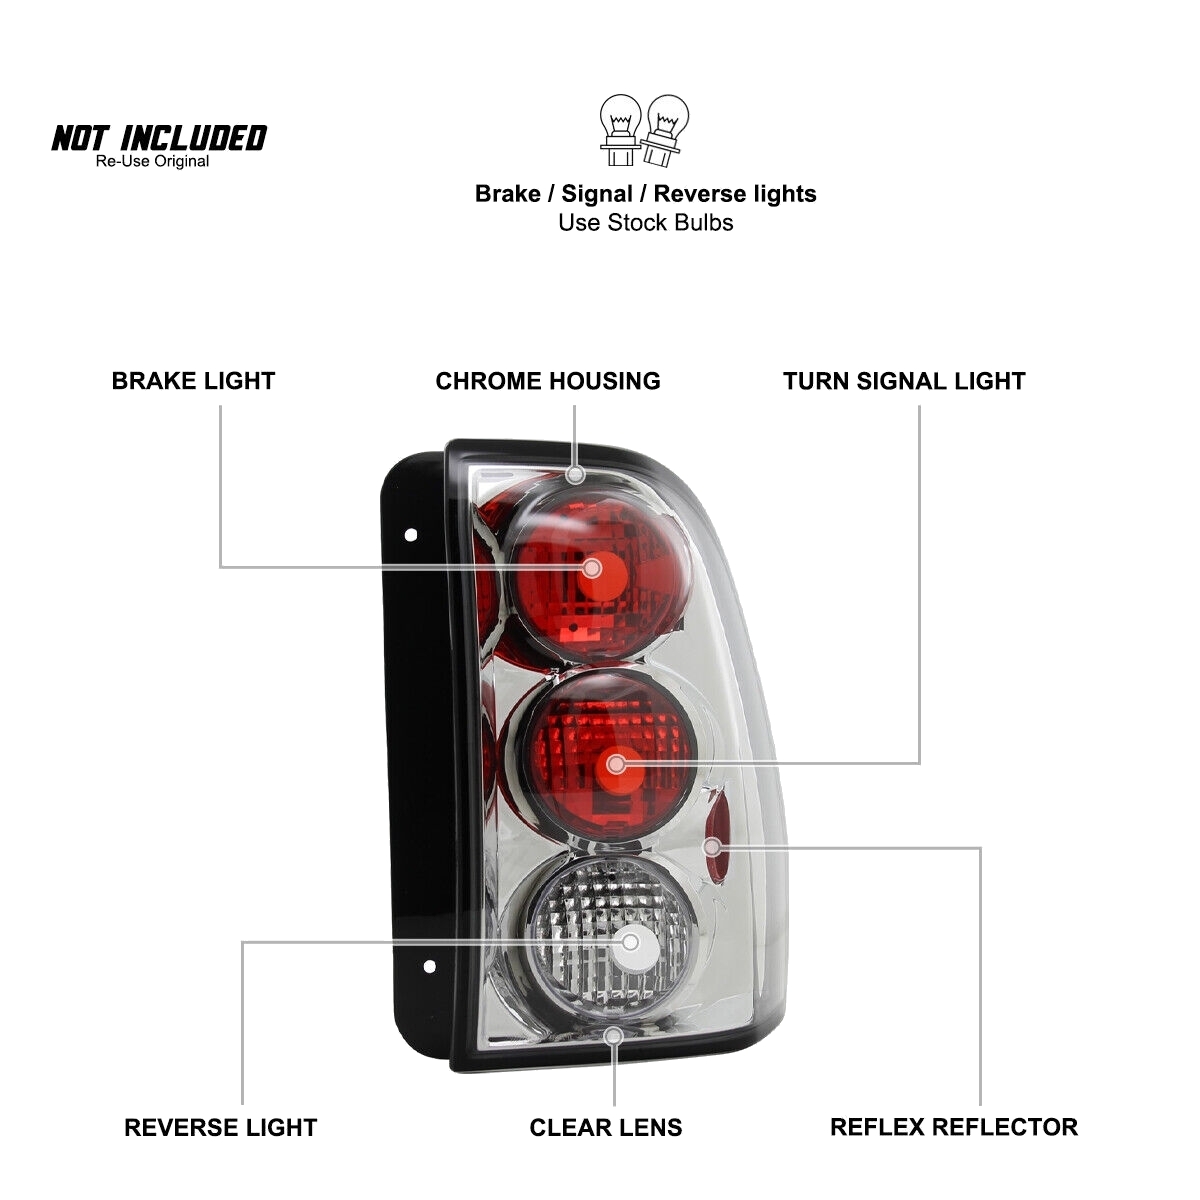 NOT INCLUDED
Re-Use Original
Brake / Signal / Reverse lights
Use Stock Bulbs
BRAKE LIGHT
CHROME HOUSING
TURN SIGNAL LIGHT
REVERSE LIGHT
CLEAR LENS
REFLEX REFLECTOR